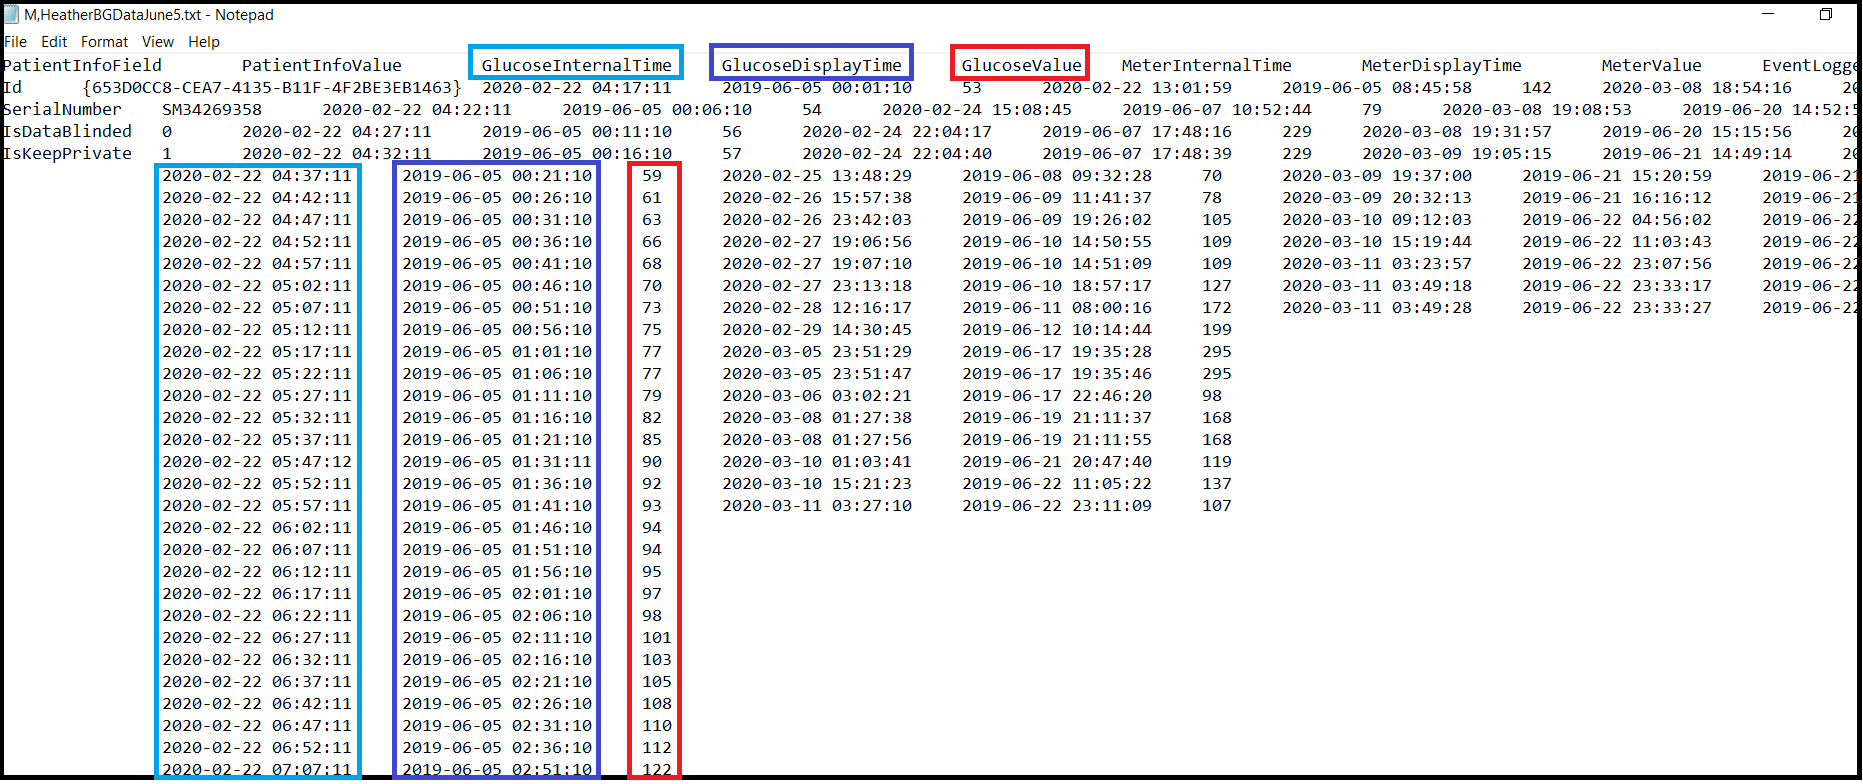 M,HeatherBGDataJune5.txt - Notepad
File Edit Format View Help
PatientInfoField PatientInfoValue GlucoseInternalTime GlucoseDisplayTime GlucoseValue MeterInternalTime MeterDisplayTime MeterValue EventLogge
Id {653D0CC8-CEA7-4135-B11F-4F2BE3EB1463} 2020-02-22 04:17:11 2019-06-05 00:01:10 53 2020-02-22 13:01:59 2019-06-05 08:45:58 142 2020-03-08 18:54:16 20
SerialNumber SM34269358 2020-02-22 04:22:11 2019-06-05 00:06:10 54 2020-02-24 15:08:45 2019-06-07 10:52:44 79 2020-03-08 19:08:53 2019-06-20 14:52:5
IsDataBlinded 0 2020-02-22 04:27:11 2019-06-05 00:11:10 56 2020-02-24 22:04:17 2019-06-07 17:48:16 229 2020-03-08 19:31:57 2019-06-20 15:15:56 20
IsKeepPrivate 1 2020-02-22 04:32:11 2019-06-05 00:16:10 57 2020-02-24 22:04:40 2019-06-07 17:48:39 229 2020-03-09 19:05:15 2019-06-21 14:49:14 20
2020-02-22 04:37:11 2019-06-05 00:21:10 59 2020-02-25 13:48:29 2019-06-08 09:32:28 70 2020-03-09 19:37:00 2019-06-21 15:20:59 2019-06-21
2020-02-22 04:42:11 2019-06-05 00:26:10 61 2020-02-26 15:57:38 2019-06-09 11:41:37 78 2020-03-09 20:32:13 2019-06-21 16:16:12 2019-06-21
2020-02-22 04:47:11 2019-06-05 00:31:10 63 2020-02-26 23:42:03 2019-06-09 19:26:02 105 2020-03-10 09:12:03 2019-06-22 04:56:02 2019-06-22
2020-02-22 04:52:11 2019-06-05 00:36:10 66 2020-02-27 19:06:56 2019-06-10 14:50:55 109 2020-03-10 15:19:44 2019-06-22 11:03:43 2019-06-22
2020-02-22 04:57:11 2019-06-05 00:41:10 68 2020-02-27 19:07:10 2019-06-10 14:51:09 109 2020-03-11 03:23:57 2019-06-22 23:07:56 2019-06-22
2020-02-22 05:02:11 2019-06-05 00:46:10 70 2020-02-27 23:13:18 2019-06-10 18:57:17 127 2020-03-11 03:49:18 2019-06-22 23:33:17 2019-06-22
2020-02-22 05:07:11 2019-06-05 00:51:10 73 2020-02-28 12:16:17 2019-06-11 08:00:16 172 2020-03-11 03:49:28 2019-06-22 23:33:27 2019-06-22
2020-02-22 05:12:11 2019-06-05 00:56:10 75 2020-02-29 14:30:45 2019-06-12 10:14:44 199
2020-02-22 05:17:11 2019-06-05 01:01:10 77 2020-03-05 23:51:29 2019-06-17 19:35:28 295
2020-02-22 05:22:11 2019-06-05 01:06:10 77 2020-03-05 23:51:47 2019-06-17 19:35:46 295
2020-02-22 05:27:11 2019-06-05 01:11:10 79 2020-03-06 03:02:21 2019-06-17 22:46:20 98
2020-02-22 05:32:11 2019-06-05 01:16:10 82 2020-03-08 01:27:38 2019-06-19 21:11:37 168
2020-02-22 05:37:11 2019-06-05 01:21:10 85 2020-03-08 01:27:56 2019-06-19 21:11:55 168
2020-02-22 05:47:12 2019-06-05 01:31:11 90 2020-03-10 01:03:41 2019-06-21 20:47:40 119
2020-02-22 05:52:11 2019-06-05 01:36:10 92 2020-03-10 15:21:23 2019-06-22 11:05:22 137
2020-02-22 05:57:11 2019-06-05 01:41:10 93 2020-03-11 03:27:10 2019-06-22 23:11:09 107
2020-02-22 06:02:11 2019-06-05 01:46:10 94
2020-02-22 06:07:11 2019-06-05 01:51:10 94
2020-02-22 06:12:11 2019-06-05 01:56:10 95
2020-02-22 06:17:11 2019-06-05 02:01:10 97
2020-02-22 06:22:11 2019-06-05 02:06:10 98
2020-02-22 06:27:11 2019-06-05 02:11:10 101
2020-02-22 06:32:11 2019-06-05 02:16:10 103
2020-02-22 06:37:11 2019-06-05 02:21:10 105
2020-02-22 06:42:11 2019-06-05 02:26:10 108
2020-02-22 06:47:11 2019-06-05 02:31:10 110
2020-02-22 06:52:11 2019-06-05 02:36:10 112
2020-02-22 07:07:11 2019-06-05 02:51:10 122